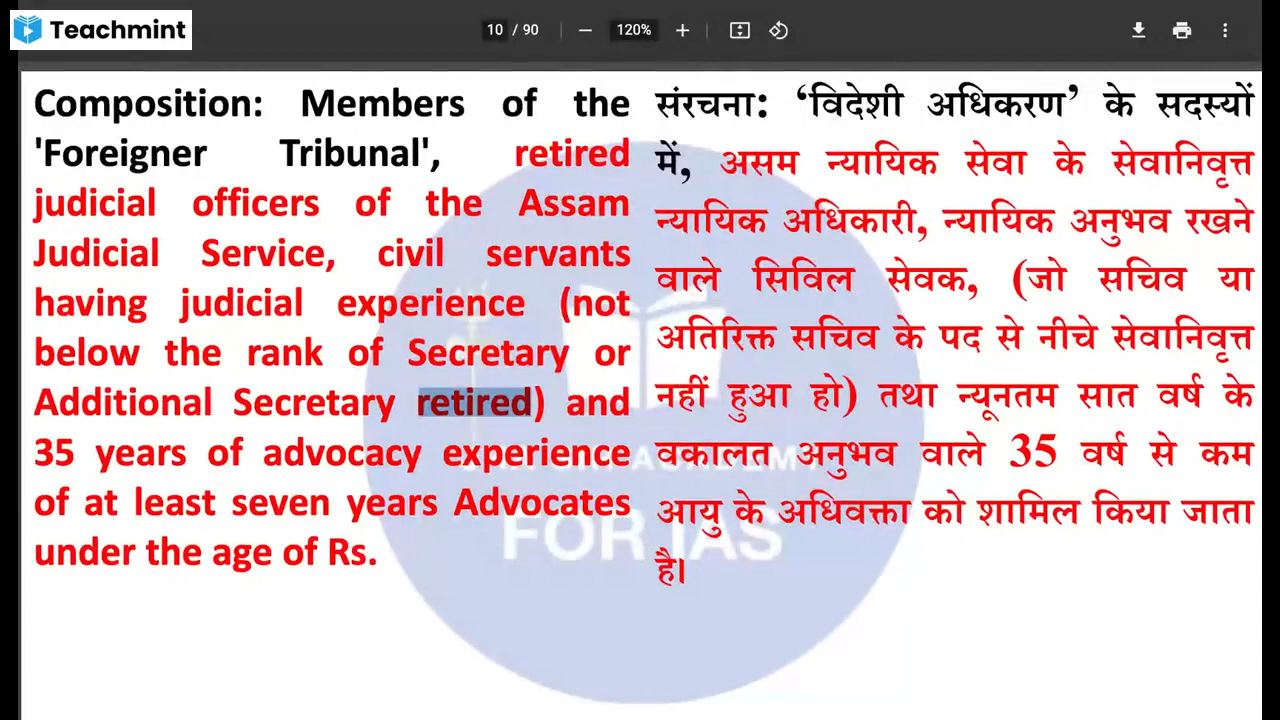 Teachmint
10 / 90
120%
Composition: Members of the
'Foreigner Tribunal', retired
judicial officers of the Assam
Judicial Service, civil servants
having judicial experience (not
below the rank of Secretary or
Additional Secretary retired) and
35 years of advocacy experience
of at least seven years Advocates
under the age of Rs.
संरचना: ‘विदेशी अधिकरण’ के सदस्यों
में, असम न्यायिक सेवा के सेवानिवृत्त
न्यायिक अधिकारी, न्यायिक अनुभव रखने
वाले सिविल सेवक, (जो सचिव या
अतिरिक्त सचिव के पद से नीचे सेवानिवृत्त
नहीं हुआ हो) तथा न्यूनतम सात वर्ष के
वकालत अनुभव वाले 35 वर्ष से कम
आयु के अधिवक्ता को शामिल किया जाता
है।
FOR IAS